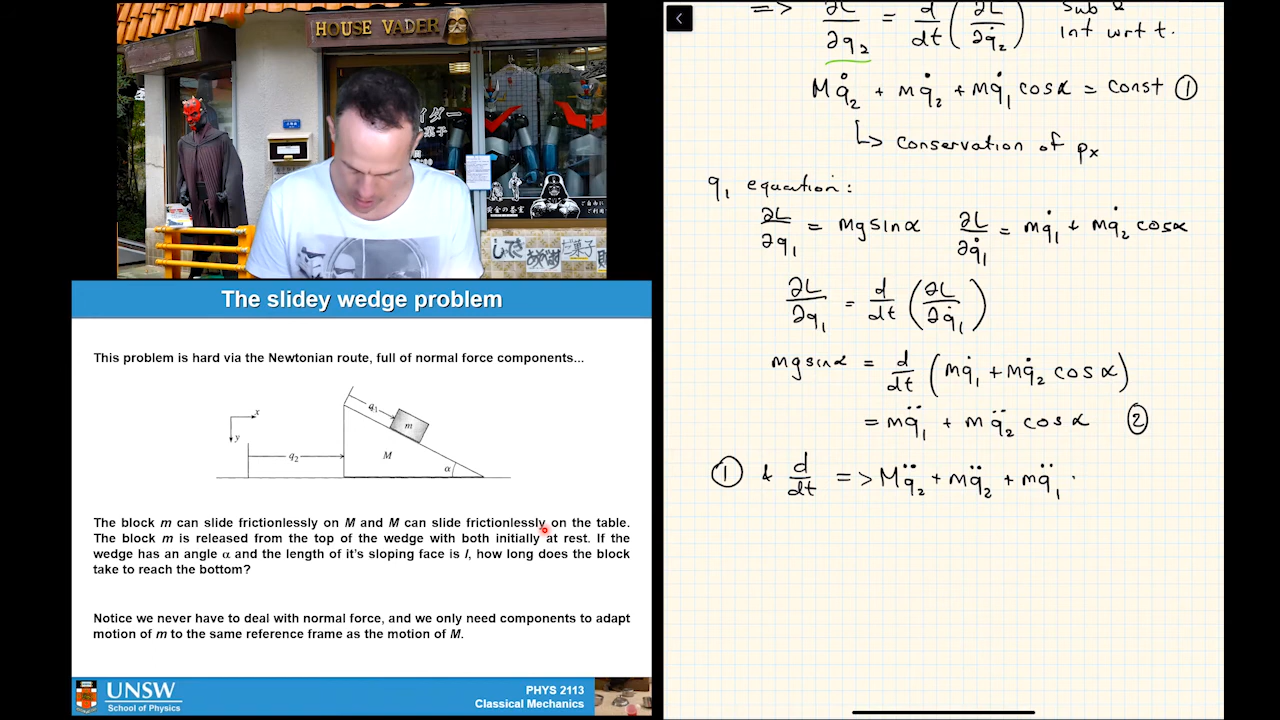 HOUSE VADER
The slidey wedge problem
This problem is hard via the Newtonian route, full of normal force components...
x
y
q₁
m
q₂
M
α
The block m can slide frictionlessly on M and M can slide frictionlessly on the table.
The block m is released from the top of the wedge with both initially at rest. If the
wedge has an angle α and the length of it's sloping face is l, how long does the block
take to reach the bottom?
Notice we never have to deal with normal force, and we only need components to adapt
motion of m to the same reference frame as the motion of M.
UNSW
School of Physics
PHYS 2113
Classical Mechanics
=> ∂L/∂q₂ = d/dt (∂L/∂q̇₂) Sub &
Int wrt t.
Mq̇₂ + mq̇₂ + mq̇₁ cosα = const ①
↳ conservation of px
q₁ equation:
∂L/∂q₁ = mgsinα ∂L/∂q̇₁ = mq̇₁ + mq̇₂ cosα
∂L/∂q₁ = d/dt (∂L/∂q̇₁)
mgsinα = d/dt (mq̇₁ + mq̇₂ cosα)
= mq̈₁ + mq̈₂ cosα ②
① & d/dt => Mq̈₂ + mq̈₂ + mq̈₁